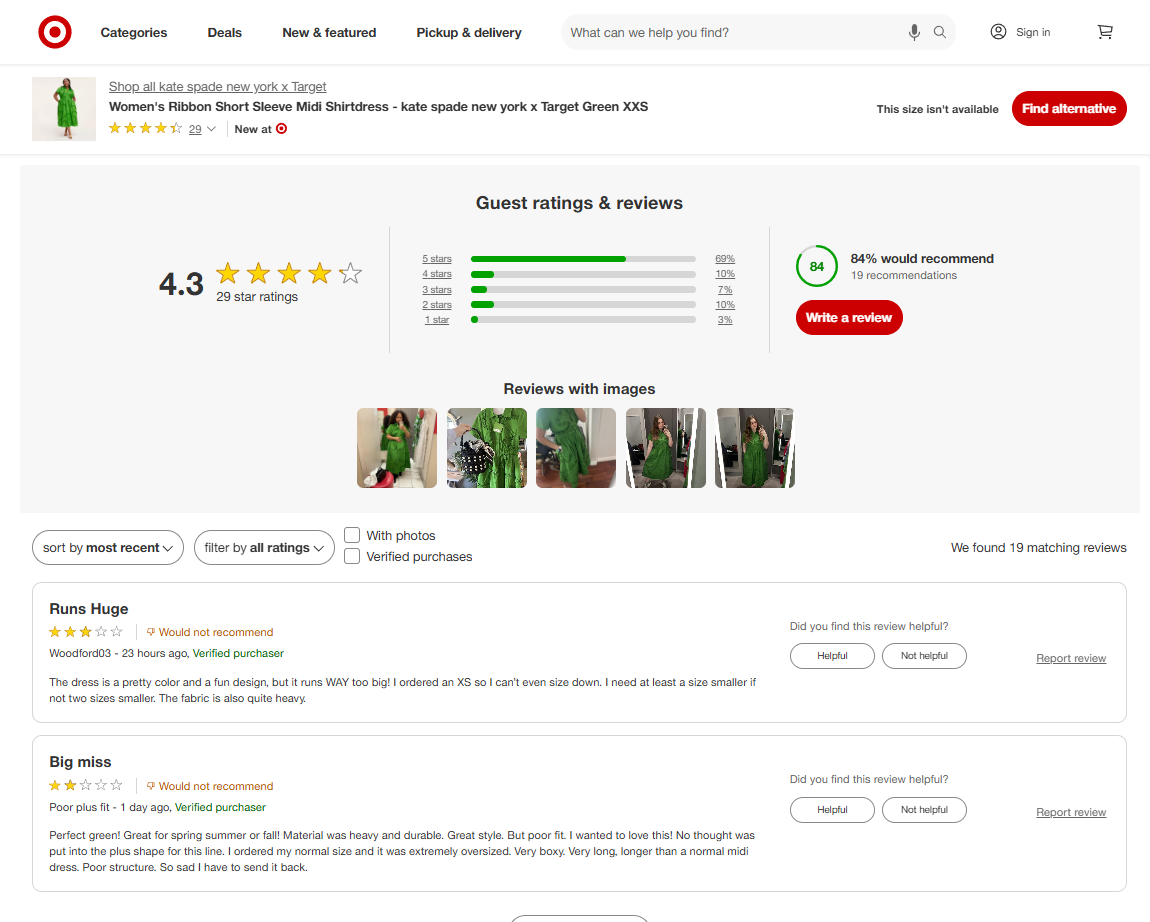 Categories
Deals
New & featured
Pickup & delivery
What can we help you find?
Sign in
Shop all kate spade new york x Target
Women's Ribbon Short Sleeve Midi Shirtdress - kate spade new york x Target Green XXS
29
New at
This size isn't available
Find alternative
Guest ratings & reviews
4.3
29 star ratings
5 stars 69%
4 stars 10%
3 stars 7%
2 stars 10%
1 star 3%
84
84% would recommend
19 recommendations
Write a review
Reviews with images
sort by most recent
filter by all ratings
With photos
Verified purchases
We found 19 matching reviews
Runs Huge
Would not recommend
Woodford03 - 23 hours ago, Verified purchaser
The dress is a pretty color and a fun design, but it runs WAY too big! I ordered an XS so I can't even size down. I need at least a size smaller if
not two sizes smaller. The fabric is also quite heavy.
Did you find this review helpful?
Helpful
Not helpful
Report review
Big miss
Would not recommend
Poor plus fit - 1 day ago, Verified purchaser
Perfect green! Great for spring summer or fall! Material was heavy and durable. Great style. But poor fit. I wanted to love this! No thought was
put into the plus shape for this line. I ordered my normal size and it was extremely oversized. Very boxy. Very long, longer than a normal midi
dress. Poor structure. So sad I have to send it back.
Did you find this review helpful?
Helpful
Not helpful
Report review